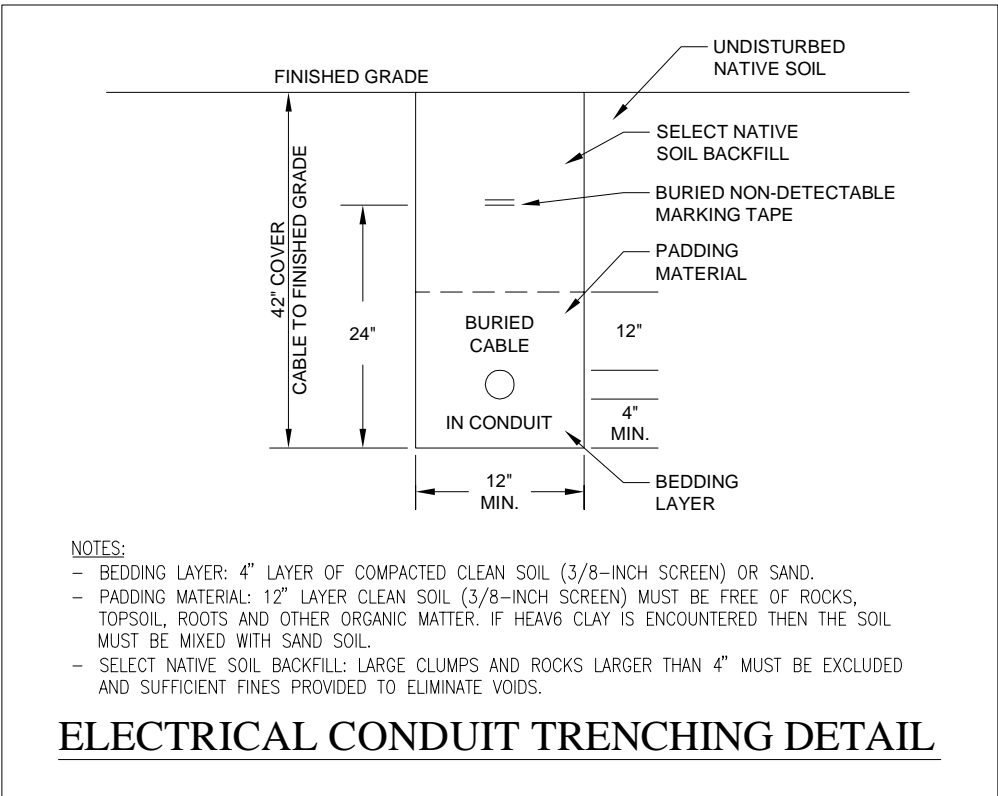 UNDISTURBED
NATIVE SOIL
FINISHED GRADE
SELECT NATIVE
SOIL BACKFILL
BURIED NON-DETECTABLE
MARKING TAPE
PADDING
MATERIAL
42" COVER
CABLE TO FINISHED GRADE
24"
BURIED
CABLE
IN CONDUIT
12"
4"
MIN.
12"
MIN.
BEDDING
LAYER
NOTES:
- BEDDING LAYER: 4" LAYER OF COMPACTED CLEAN SOIL (3/8-INCH SCREEN) OR SAND.
- PADDING MATERIAL: 12" LAYER CLEAN SOIL (3/8-INCH SCREEN) MUST BE FREE OF ROCKS,
TOPSOIL, ROOTS AND OTHER ORGANIC MATTER. IF HEAV6 CLAY IS ENCOUNTERED THEN THE SOIL
MUST BE MIXED WITH SAND SOIL.
- SELECT NATIVE SOIL BACKFILL: LARGE CLUMPS AND ROCKS LARGER THAN 4" MUST BE EXCLUDED
AND SUFFICIENT FINES PROVIDED TO ELIMINATE VOIDS.
ELECTRICAL CONDUIT TRENCHING DETAIL